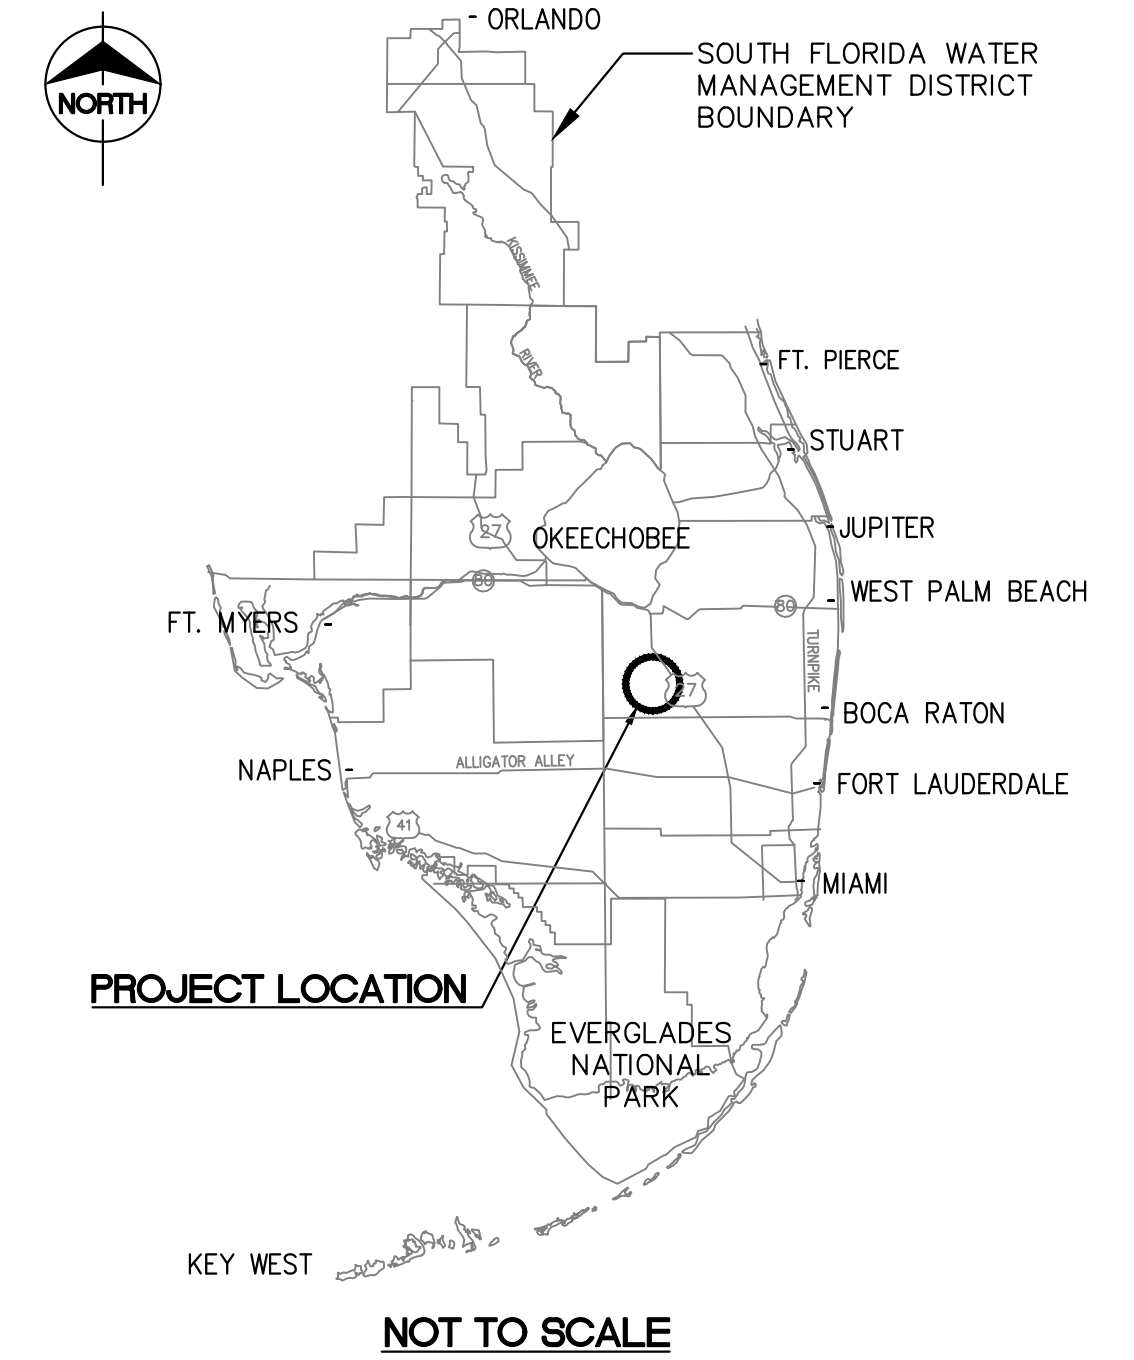 ORLANDO
NORTH
SOUTH FLORIDA WATER
MANAGEMENT DISTRICT
BOUNDARY
KISSIMMEE
RIVER
FT. PIERCE
STUART
27
OKEECHOBEE
JUPITER
80
WEST PALM BEACH
80
FT. MYERS
TURNPIKE
27
BOCA RATON
ALLIGATOR ALLEY
NAPLES
FORT LAUDERDALE
41
MIAMI
PROJECT LOCATION
EVERGLADES
NATIONAL
PARK
KEY WEST
NOT TO SCALE